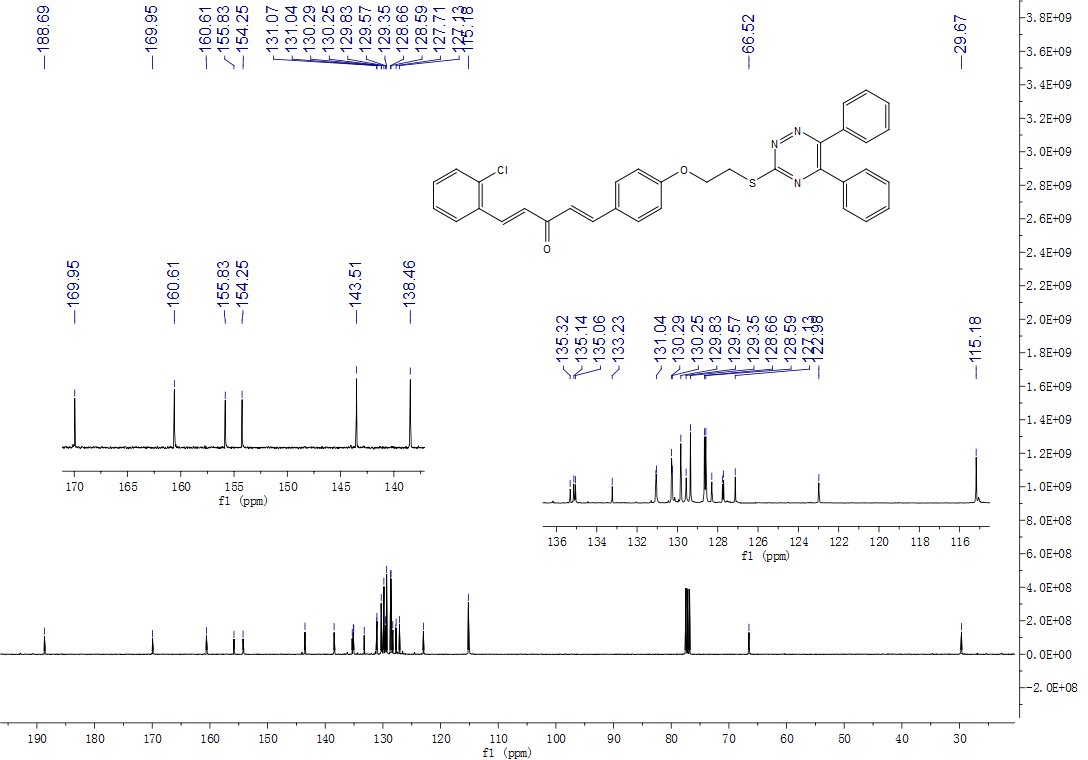 188.69
169.95
160.61
155.83
154.25
131.07
131.04
130.29
130.25
129.83
129.57
129.35
128.66
128.59
127.71
127.13
115.18
66.52
29.67
3.8E+09
3.6E+09
3.4E+09
3.2E+09
3.0E+09
2.8E+09
2.6E+09
2.4E+09
2.2E+09
2.0E+09
1.8E+09
1.6E+09
1.4E+09
1.2E+09
1.0E+09
8.0E+08
6.0E+08
4.0E+08
2.0E+08
0.0E+00
-2.0E+08
Cl
O
O
S
N
N
N
169.95
160.61
155.83
154.25
143.51
138.46
170 165 160 155 150 145 140
f1 (ppm)
135.32
135.14
135.06
133.23
131.04
130.29
130.25
129.83
129.57
129.35
128.66
128.59
127.13
122.98
115.18
136 134 132 130 128 126 124 122 120 118 116
f1 (ppm)
190 180 170 160 150 140 130 120 110 100 90 80 70 60 50 40 30
f1 (ppm)